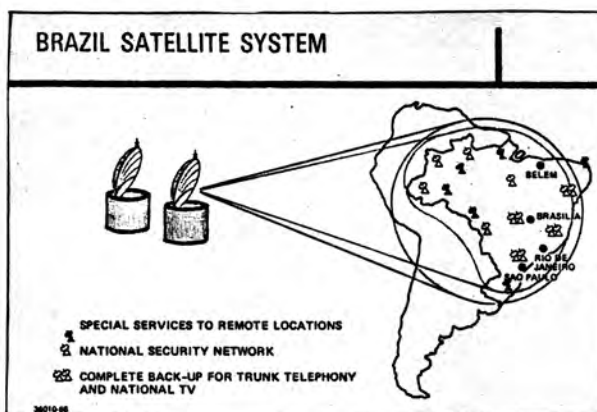 BRAZIL SATELLITE SYSTEM
BELEM
BRASILIA
RIO DE
JANEIRO
SAO PAULO
SPECIAL SERVICES TO REMOTE LOCATIONS
NATIONAL SECURITY NETWORK
COMPLETE BACK-UP FOR TRUNK TELEPHONY
AND NATIONAL TV